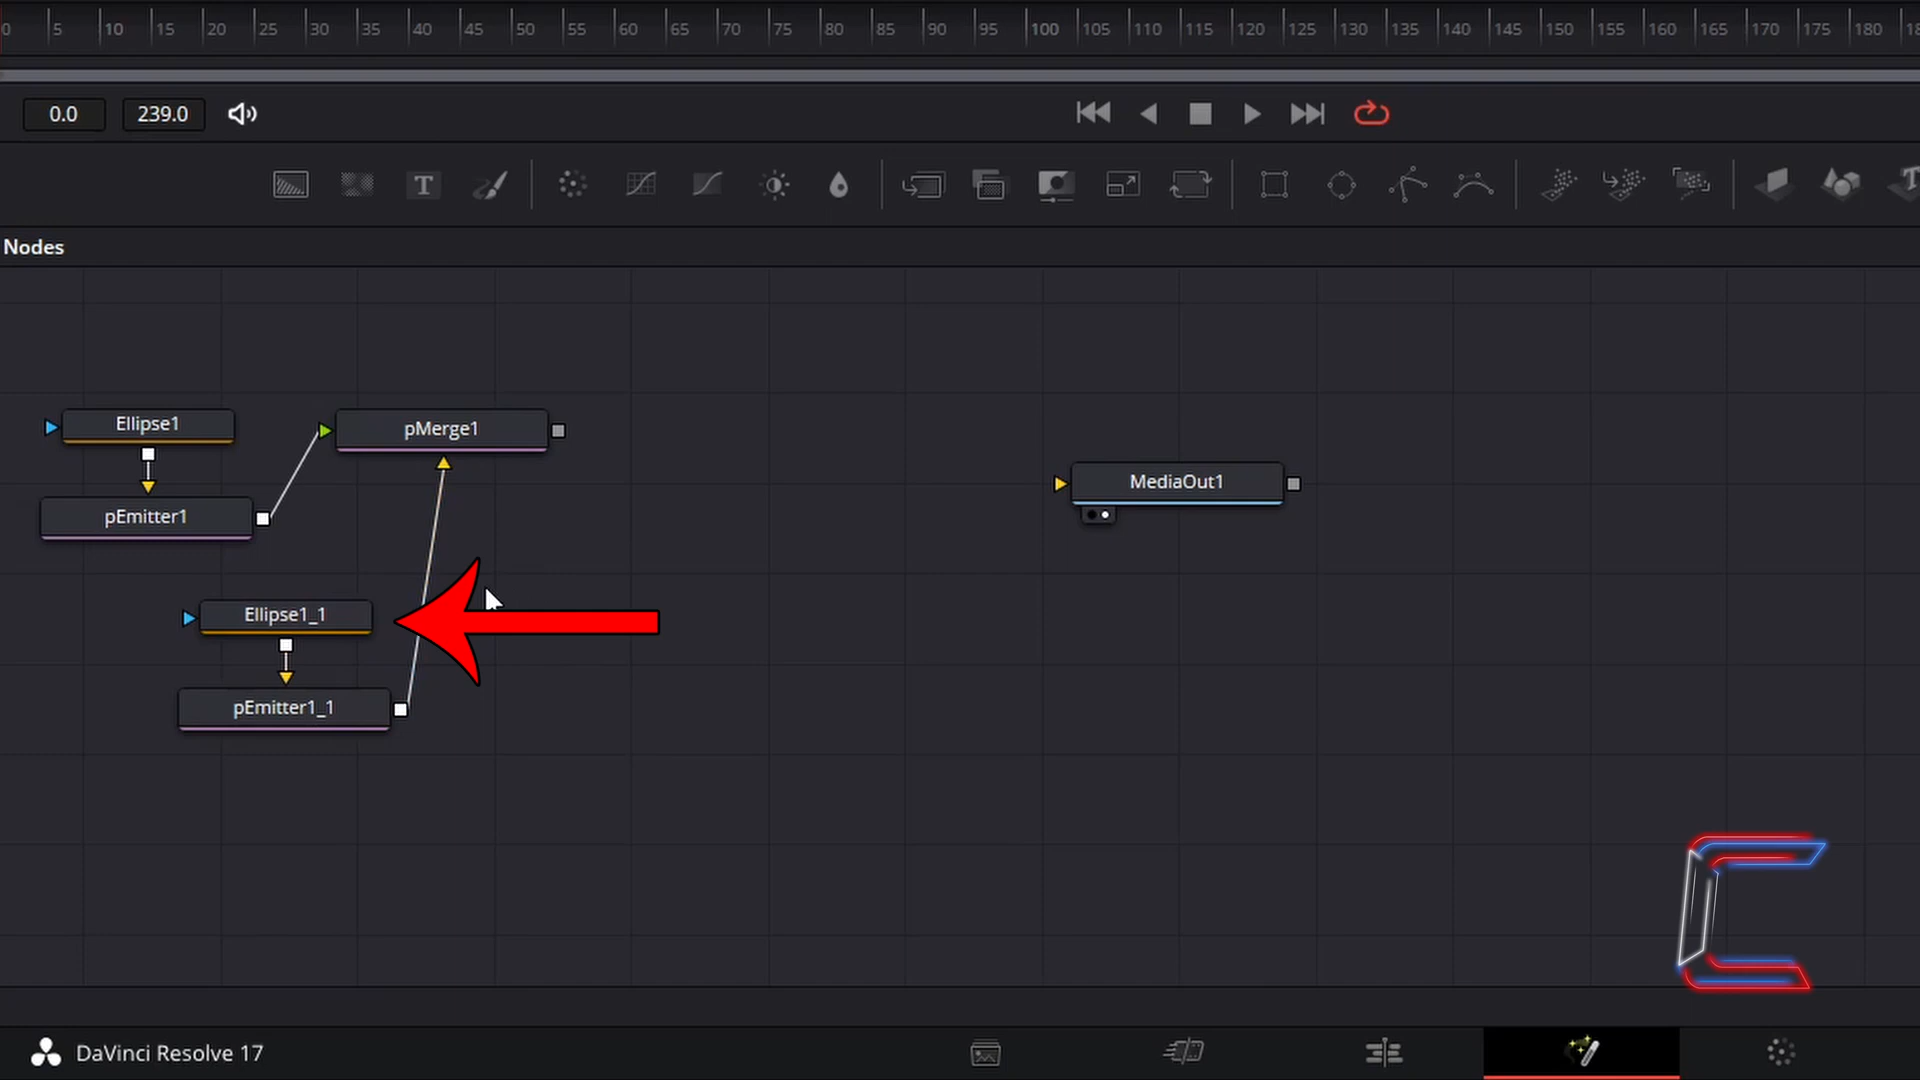 0 5 10 15 20 25 30 35 40 45 50 55 60 65 70 75 80 85 90 95 100 105 110 115 120 125 130 135 140 145 150 155 160 165 170 175 180
0.0 239.0
T
Nodes
Ellipse1
pMerge1
MediaOut1
pEmitter1
Ellipse1_1
pEmitter1_1
DaVinci Resolve 17